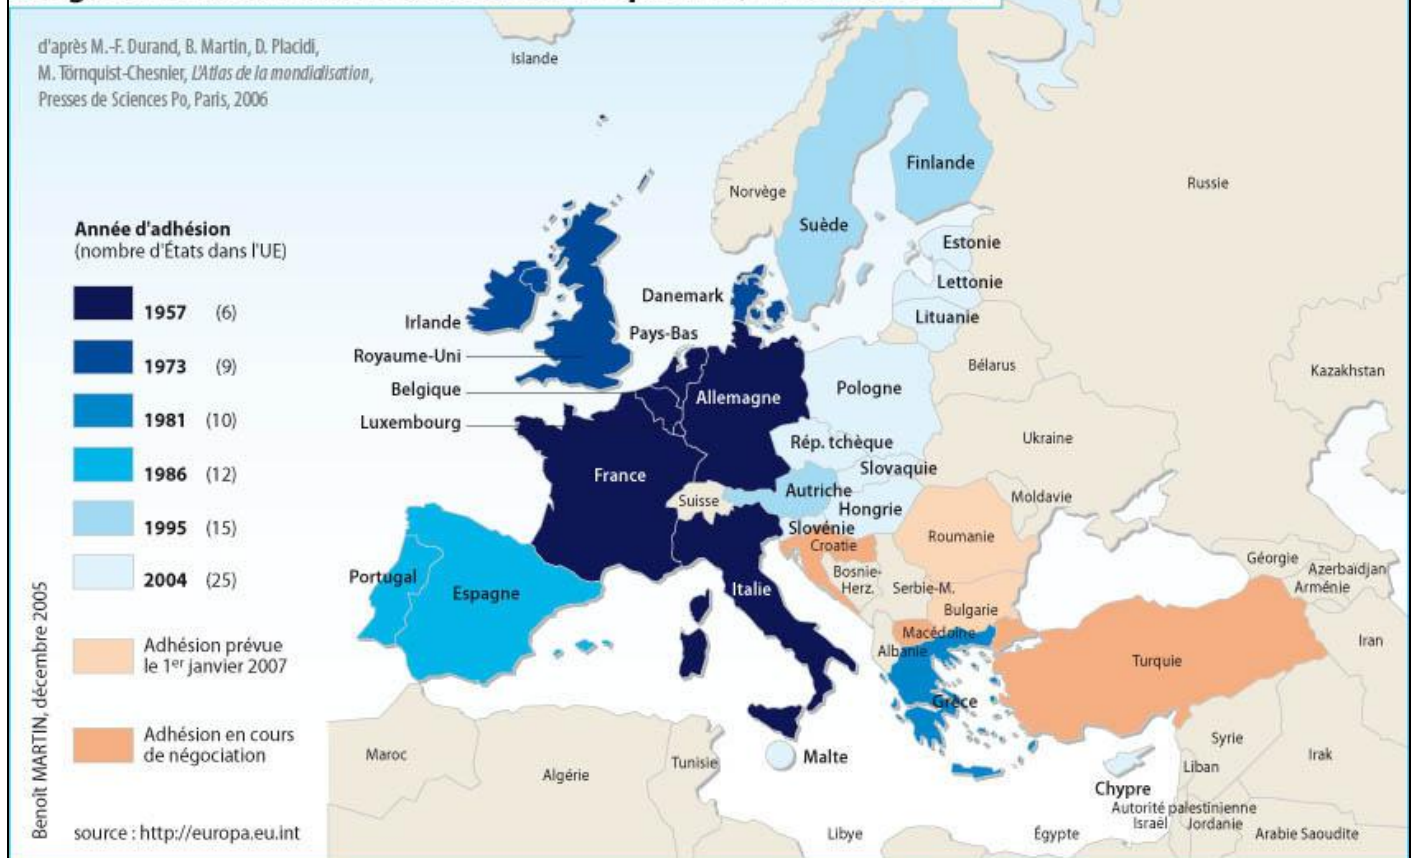 d'après M.-F. Durand, B. Martin, D. Placidi,
M. Törnquist-Chesnier, L'Atlas de la mondialisation,
Presses de Sciences Po, Paris, 2006
Islande
Finlande
Norvège
Russie
Suède
Année d'adhésion
(nombre d'États dans l'UE)
1957 (6)
1973 (9)
1981 (10)
1986 (12)
1995 (15)
2004 (25)
Adhésion prévue
le 1er janvier 2007
Adhésion en cours
de négociation
source : http://europa.eu.int
Benoît MARTIN, décembre 2005
Estonie
Lettonie
Lituanie
Danemark
Irlande
Pays-Bas
Royaume-Uni
Belgique
Luxembourg
Allemagne
Pologne
Bélarus
Kazakhstan
Rép. tchèque
Ukraine
Slovaquie
France
Suisse
Autriche
Hongrie
Moldavie
Slovénie
Croatie
Roumanie
Bosnie-
Herz.
Serbie-M.
Géorgie
Azerbaïdjan
Arménie
Portugal
Espagne
Italie
Bulgarie
Macédoine
Albanie
Iran
Turquie
Grèce
Maroc
Algérie
Tunisie
Malte
Syrie
Irak
Liban
Chypre
Autorité palestinienne
Israël
Jordanie
Libye
Égypte
Arabie Saoudite